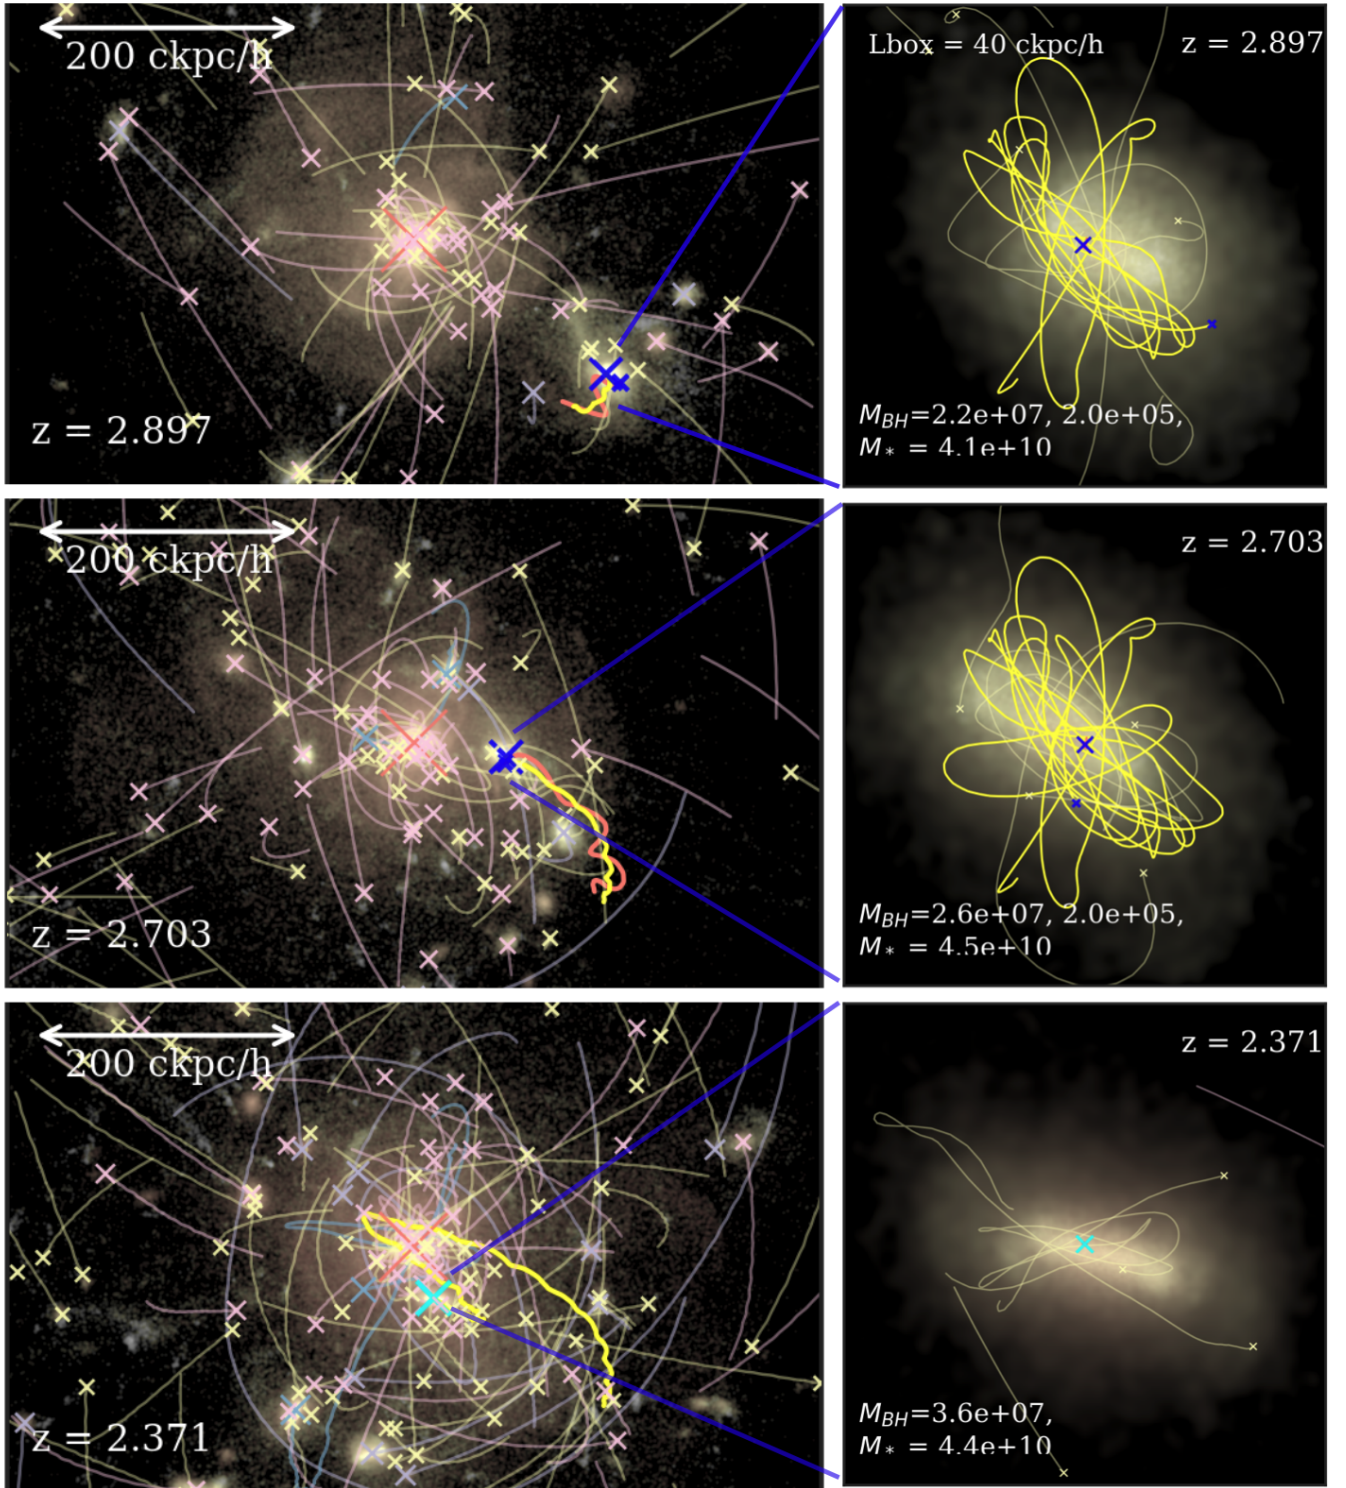 200 ckpc/h
z = 2.897
Lbox = 40 ckpc/h
z = 2.897
M_BH=2.2e+07, 2.0e+05,
M_* = 4.1e+10
200 ckpc/h
z = 2.703
z = 2.703
M_BH=2.6e+07, 2.0e+05,
M_* = 4.5e+10
200 ckpc/h
z = 2.371
z = 2.371
M_BH=3.6e+07,
M_* = 4.4e+10